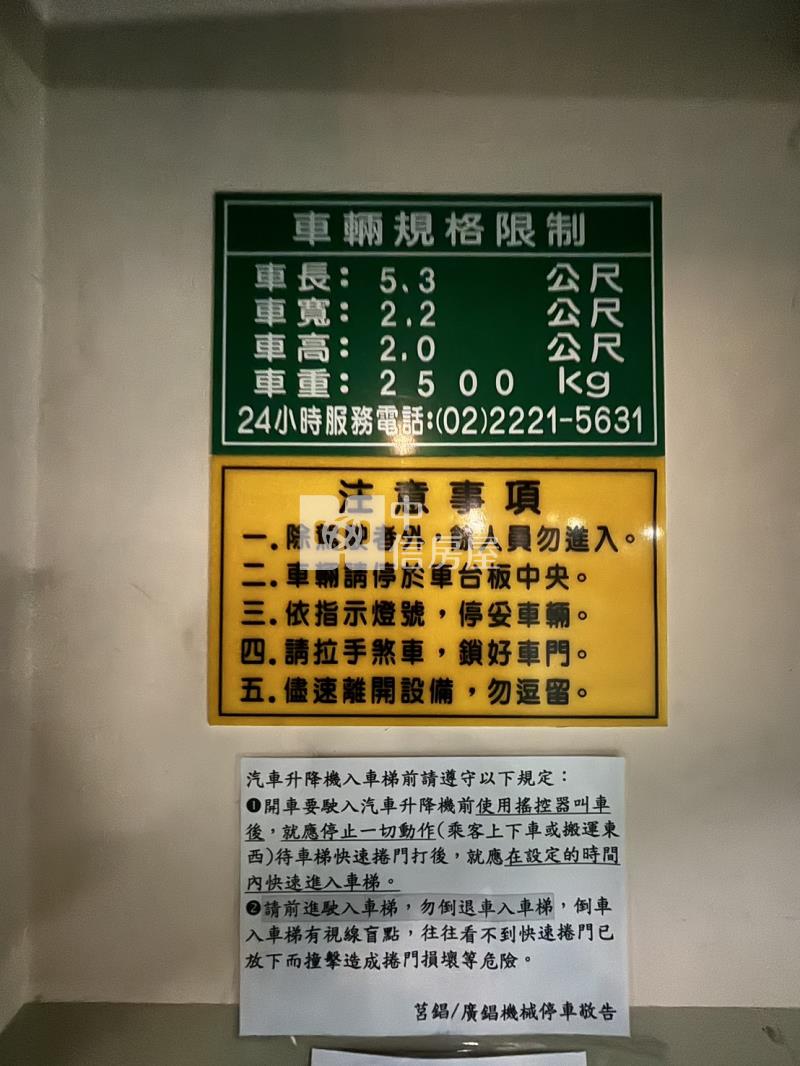 車輛規格限制
車長: 5.3 公尺
車寬: 2.2 公尺
車高: 2.0 公尺
車重: 2500 kg
24小時服務電話:(02)2221-5631
注意事項
一.除駕駛者外,餘人員勿進入。
中信房屋
二.車輛請停於車台板中央。
三.依指示燈號,停妥車輛。
四.請拉手煞車,鎖好車門。
五.儘速離開設備,勿逗留。
汽車升降機入車梯前請遵守以下規定:
❶開車要駛入汽車升降機前使用搖控器叫車
後,就應停止一切動作(乘客上下車或搬運東
西)待車梯快速捲門打後,就應在設定的時間
內快速進入車梯。
❷請前進駛入車梯,勿倒退車入車梯,倒車
入車梯有視線盲點,往往看不到快速捲門已
放下而撞擊造成捲門損壞等危險。
莒錩/廣錩機械停車敬告